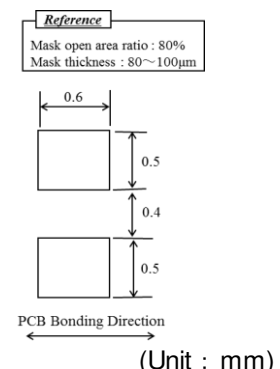 Reference
Mask open area ratio : 80%
Mask thickness : 80～100μm
0.6
0.5
0.4
0.5
PCB Bonding Direction
(Unit : mm)